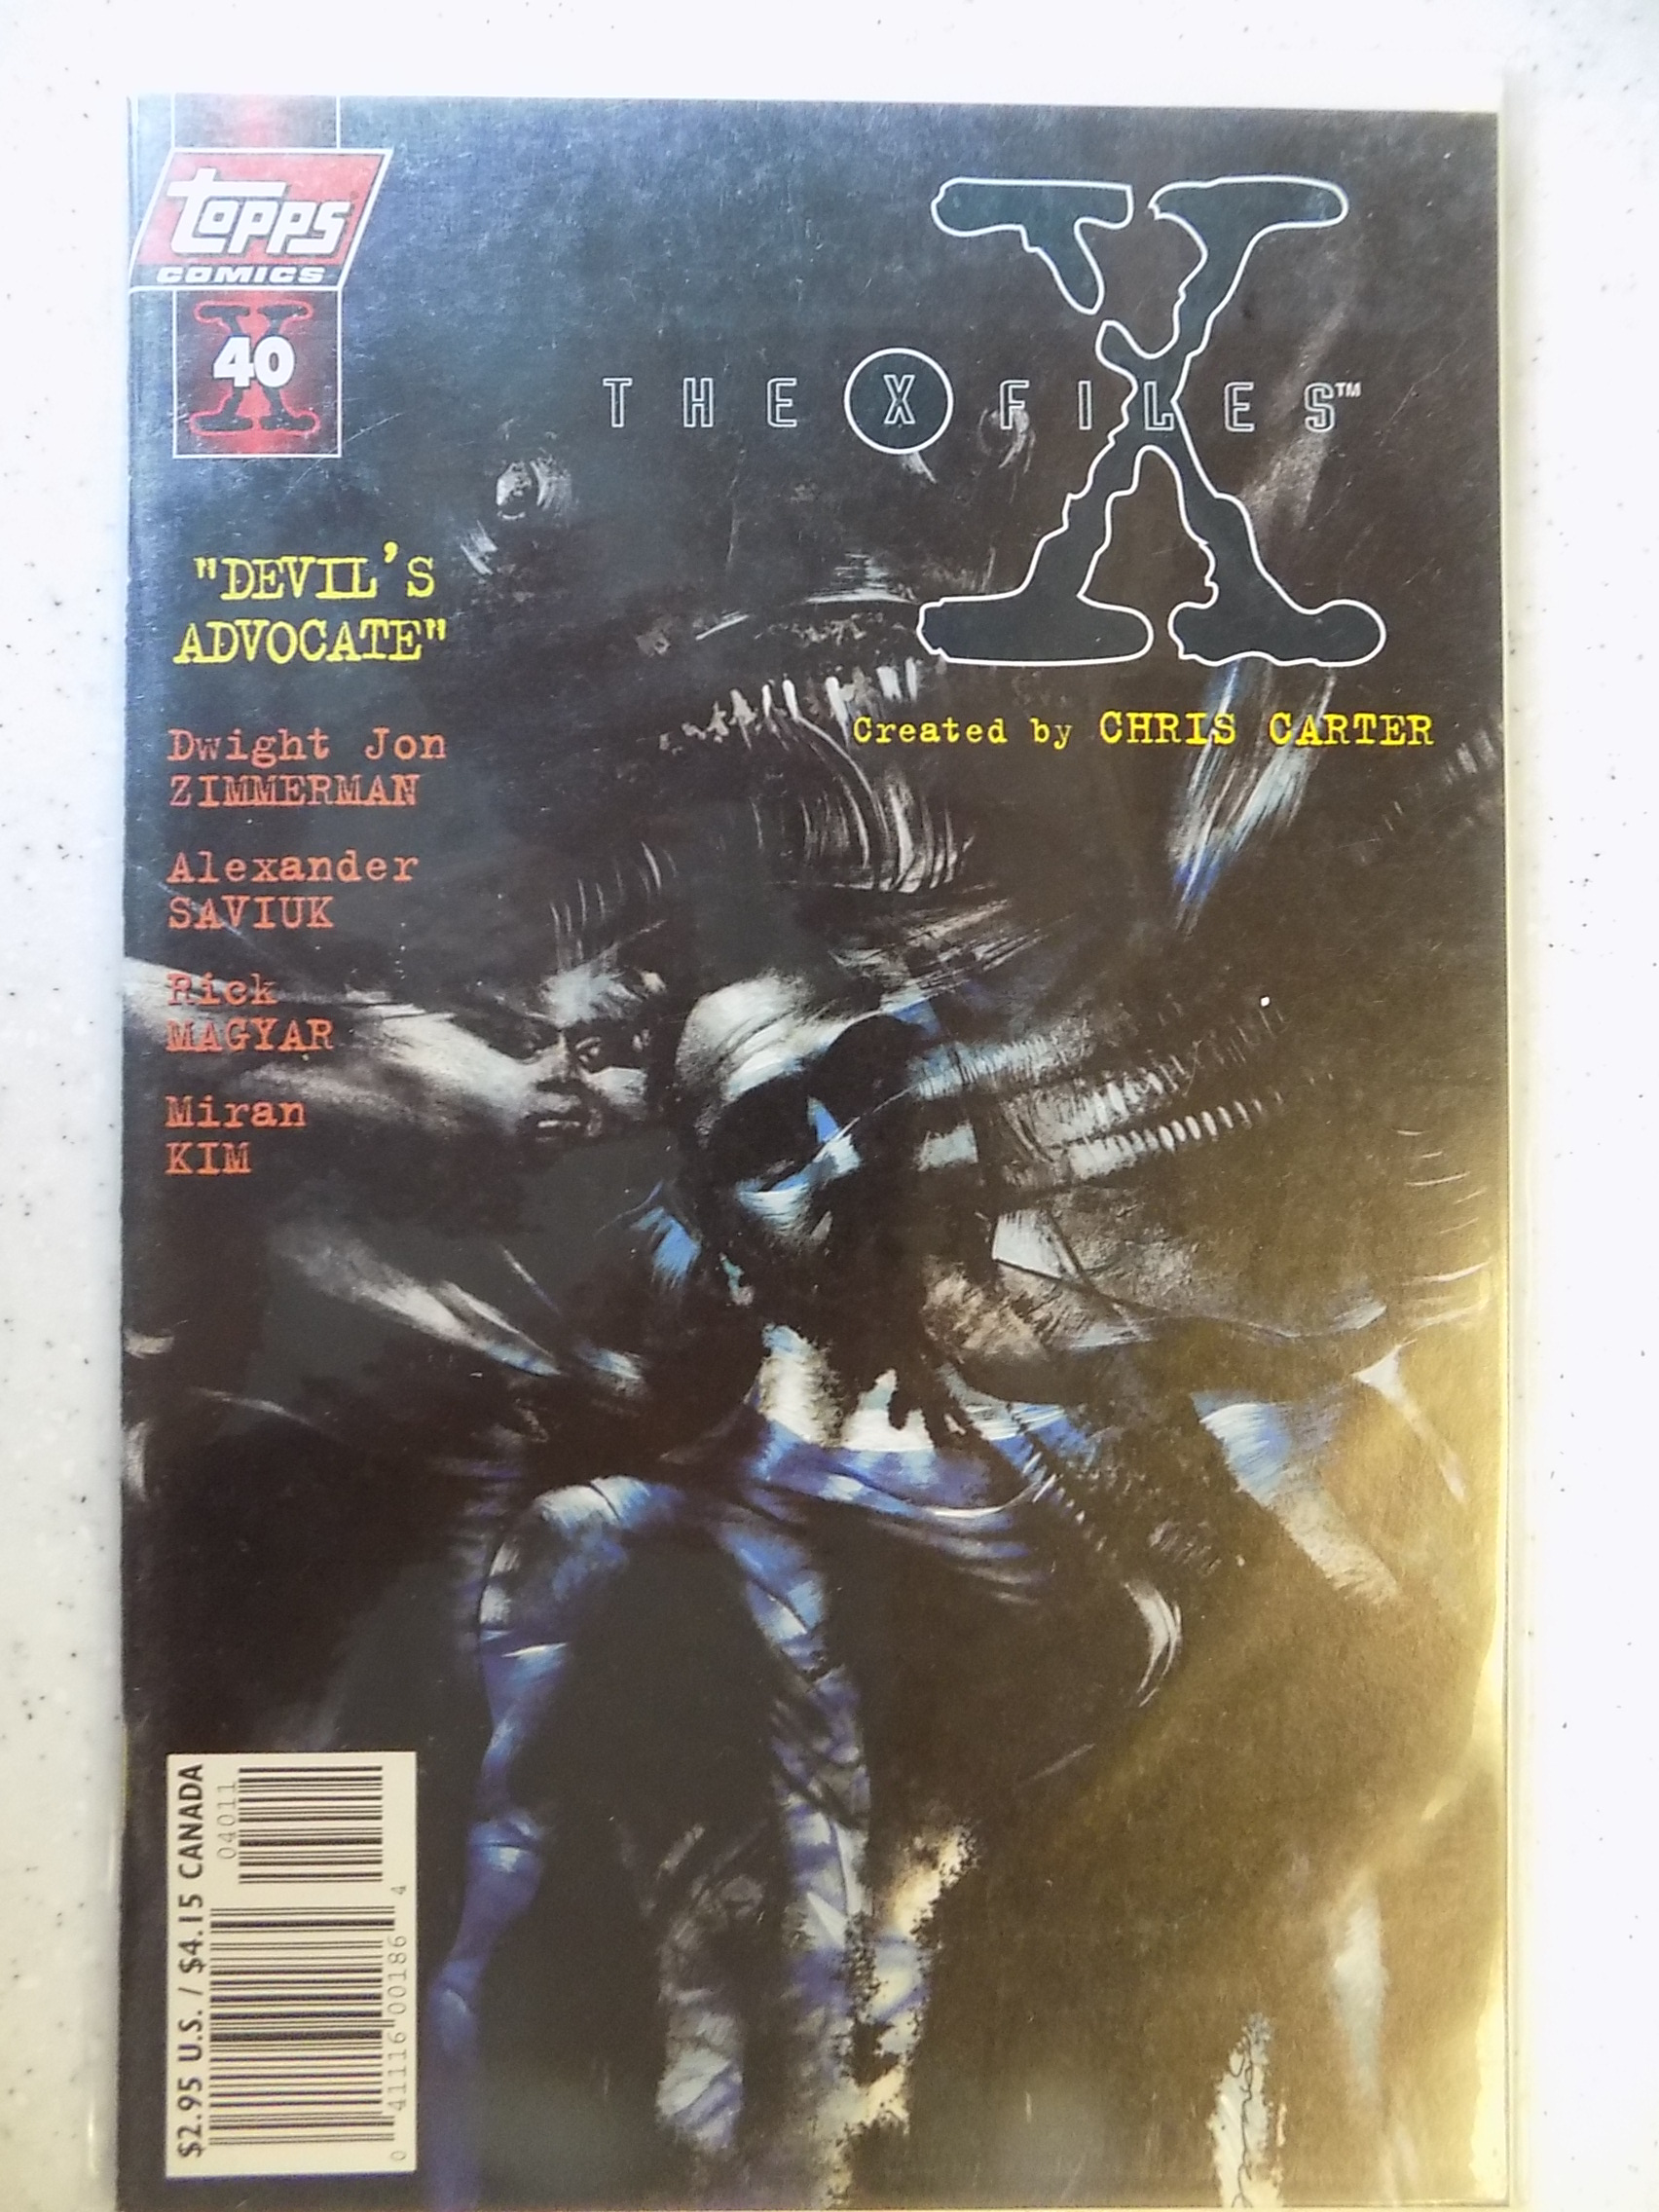 topps
COMICS
40
THE X FILES™
"DEVIL'S
ADVOCATE"
Created by CHRIS CARTER
Dwight Jon
ZIMMERMAN
Alexander
SAVIUK
Rick
MAGYAR
Miran
KIM
$2.95 U.S. / $4.15 CANADA
04011
0 41116 00186 4